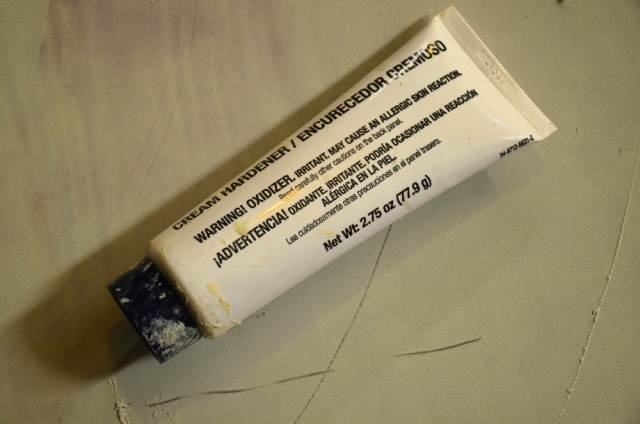 CREAM HARDENER / ENCURECEDOR CREMOSO
WARNING! OXIDIZER. IRRITANT. MAY CAUSE AN ALLERGIC SKIN REACTION.
Read carefully other cautions on the back panel.
¡ADVERTENCIA! OXIDANTE. IRRITANTE. PODRÍA OCASIONAR UNA REACCIÓN
ALÉRGICA EN LA PIEL.
Lee cuidadosamente otras precauciones en el panel trasero.
Net Wt: 2.75 oz (77.9 g)